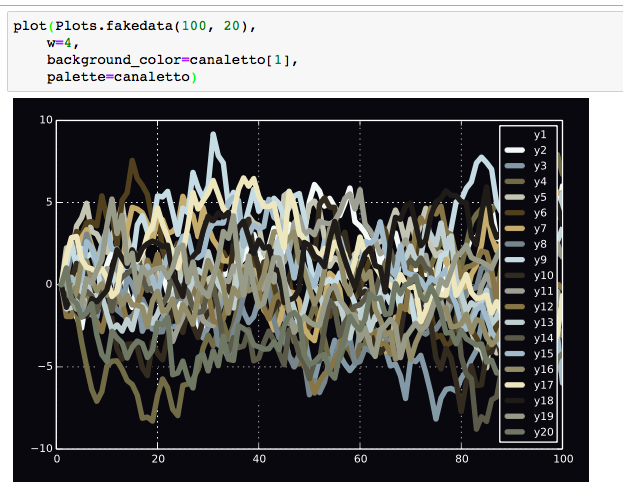 plot(Plots.fakedata(100, 20),
w=4,
background_color=canaletto[1],
palette=canaletto)
10
5
0
−5
−10
0 20 40 60 80 100
y1
y2
y3
y4
y5
y6
y7
y8
y9
y10
y11
y12
y13
y14
y15
y16
y17
y18
y19
y20